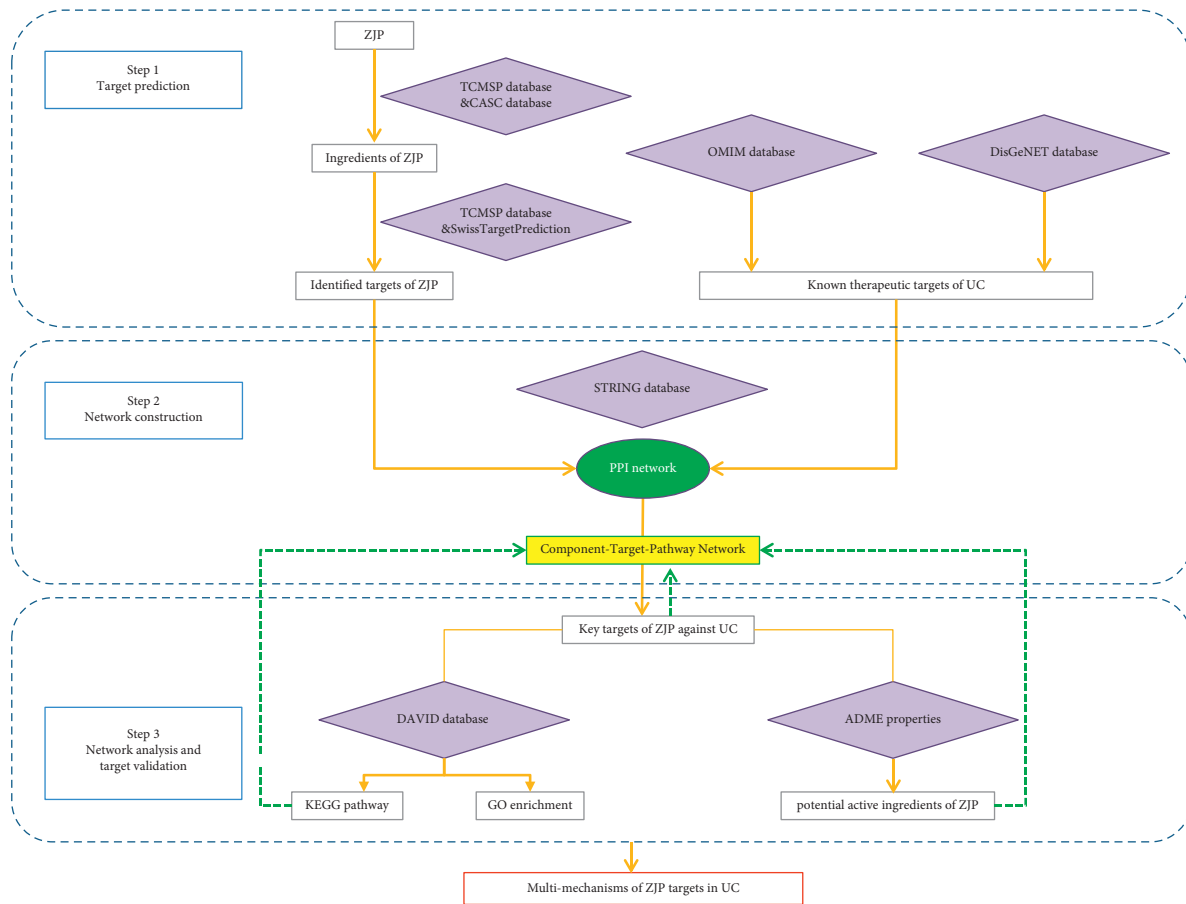 ZJP
Step 1
Target prediction
TCMSP database
&CASC database
Ingredients of ZJP
OMIM database
DisGeNET database
TCMSP database
&SwissTargetPrediction
Identified targets of ZJP
Known therapeutic targets of UC
Step 2
Network construction
STRING database
PPI network
Component-Target-Pathway Network
Key targets of ZJP against UC
Step 3
Network analysis and
target validation
DAVID database
ADME properties
KEGG pathway
GO enrichment
potential active ingredients of ZJP
Multi-mechanisms of ZJP targets in UC